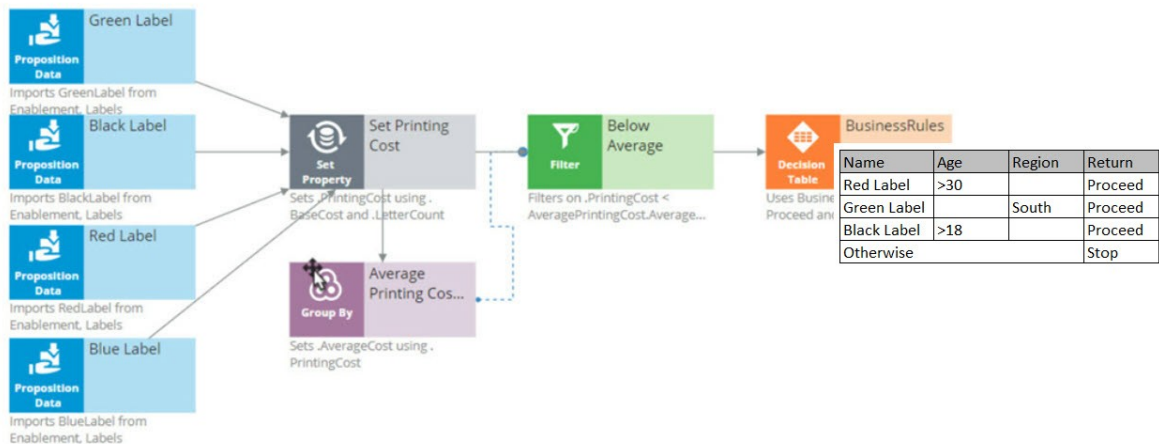 Green Label
Proposition
Data
Imports GreenLabel from
Enablement, Labels
Black Label
Proposition
Data
Imports BlackLabel from
Enablement, Labels
Red Label
Proposition
Data
Imports RedLabel from
Enablement, Labels
Blue Label
Proposition
Data
Imports BlueLabel from
Enablement, Labels
Set Printing
Cost
Set
Property
Sets .PrintingCost using .
BaseCost and .LetterCount
Average
Printing Cos...
Group By
Sets .AverageCost using .
PrintingCost
Below
Average
Filter
Filters on .PrintingCost <
AveragePrintingCost.Average...
BusinessRules
Decision
Table
Uses Busine
Proceed and
Name Age Region Return
Red Label >30 Proceed
Green Label South Proceed
Black Label >18 Proceed
Otherwise Stop